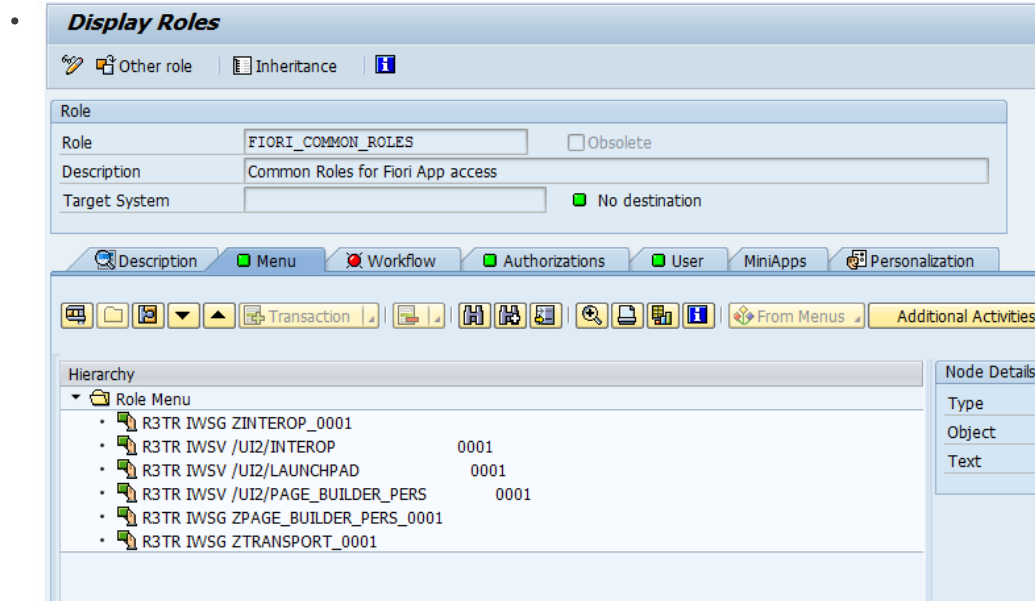 Display Roles
Other role Inheritance
Role
Role FIORI_COMMON_ROLES Obsolete
Description Common Roles for Fiori App access
Target System No destination
Description Menu Workflow Authorizations User MiniApps Personalization
Transaction From Menus Additional Activities
Hierarchy Node Details
Role Menu Type
R3TR IWSG ZINTEROP_0001
Object
R3TR IWSV /UI2/INTEROP 0001
Text
R3TR IWSV /UI2/LAUNCHPAD 0001
R3TR IWSV /UI2/PAGE_BUILDER_PERS 0001
R3TR IWSG ZPAGE_BUILDER_PERS_0001
R3TR IWSG ZTRANSPORT_0001